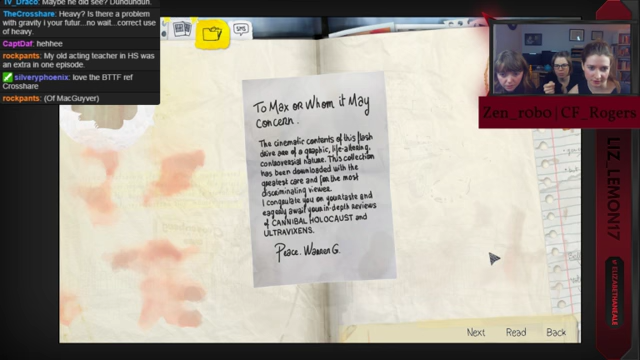 Tv_Draco: Maybe he did see? Dundundun.
TheCrosshare: Heavy? Is there a problem
with gravity i your futur.. no wait...correct use
of heavy.
CaptDaf: hehhee
rockpants: My old acting teacher in HS was
an extra in one episode.
silveryphoenix: love the BTTF ref
Crosshare
rockpants: (Of MacGuyver)
SMS
To Max or Whom it May
Concern.
The cinematic contents of this flash
drive are of a graphic, life-altering,
controversial nature. This collection
has been downloaded with the
greatest care and for the most
discriminating viewer.
I congratulate you on your taste and
eagerly await your in-depth reviews
of CANNIBAL HOLOCAUST and
ULTRAVIXENS.
Peace. Warren G.
Zen_robo|CF_Rogers
LIZ LEMON17
@ELIZABTHNEALE
Next Read Back